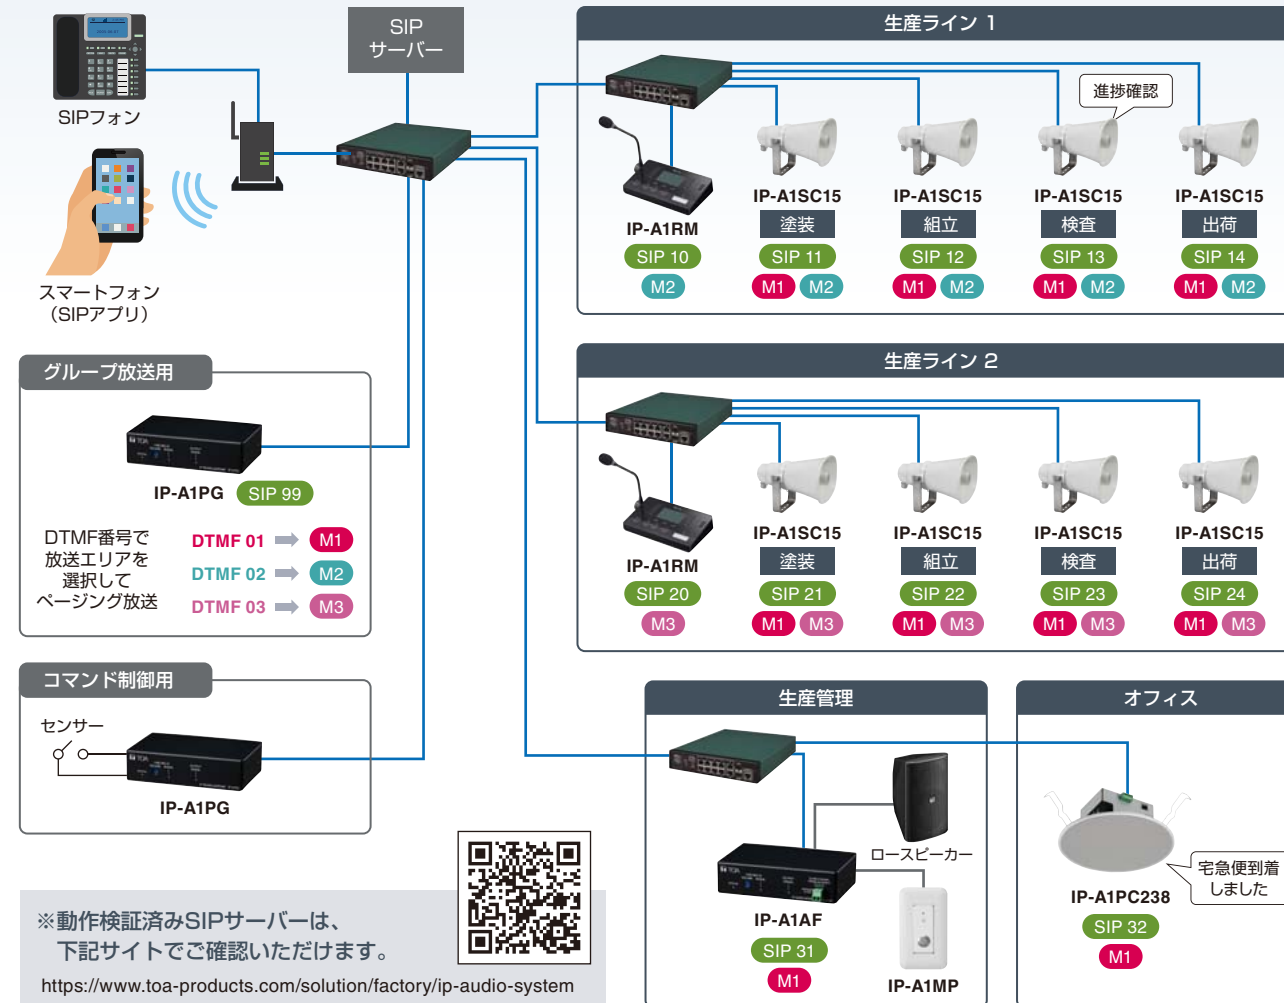 SIPフォン
スマートフォン
(SIPアプリ)
SIP
サーバー
生産ライン 1
進捗確認
IP-A1RM
SIP 10
M2
IP-A1SC15
塗装
SIP 11
M1 M2
IP-A1SC15
組立
SIP 12
M1 M2
IP-A1SC15
検査
SIP 13
M1 M2
IP-A1SC15
出荷
SIP 14
M1 M2
グループ放送用
TOA
IP-A1PG SIP 99
DTMF番号で
放送エリアを
選択して
ページング放送
DTMF 01 M1
DTMF 02 M2
DTMF 03 M3
生産ライン 2
IP-A1RM
SIP 20
M3
IP-A1SC15
塗装
SIP 21
M1 M3
IP-A1SC15
組立
SIP 22
M1 M3
IP-A1SC15
検査
SIP 23
M1 M3
IP-A1SC15
出荷
SIP 24
M1 M3
コマンド制御用
センサー
TOA
IP-A1PG
生産管理
ロースピーカー
TOA
IP-A1AF
SIP 31
M1
IP-A1MP
オフィス
IP-A1PC238
SIP 32
M1
宅急便到着
しました
※動作検証済みSIPサーバーは、
下記サイトでご確認いただけます。
https://www.toa-products.com/solution/factory/ip-audio-system